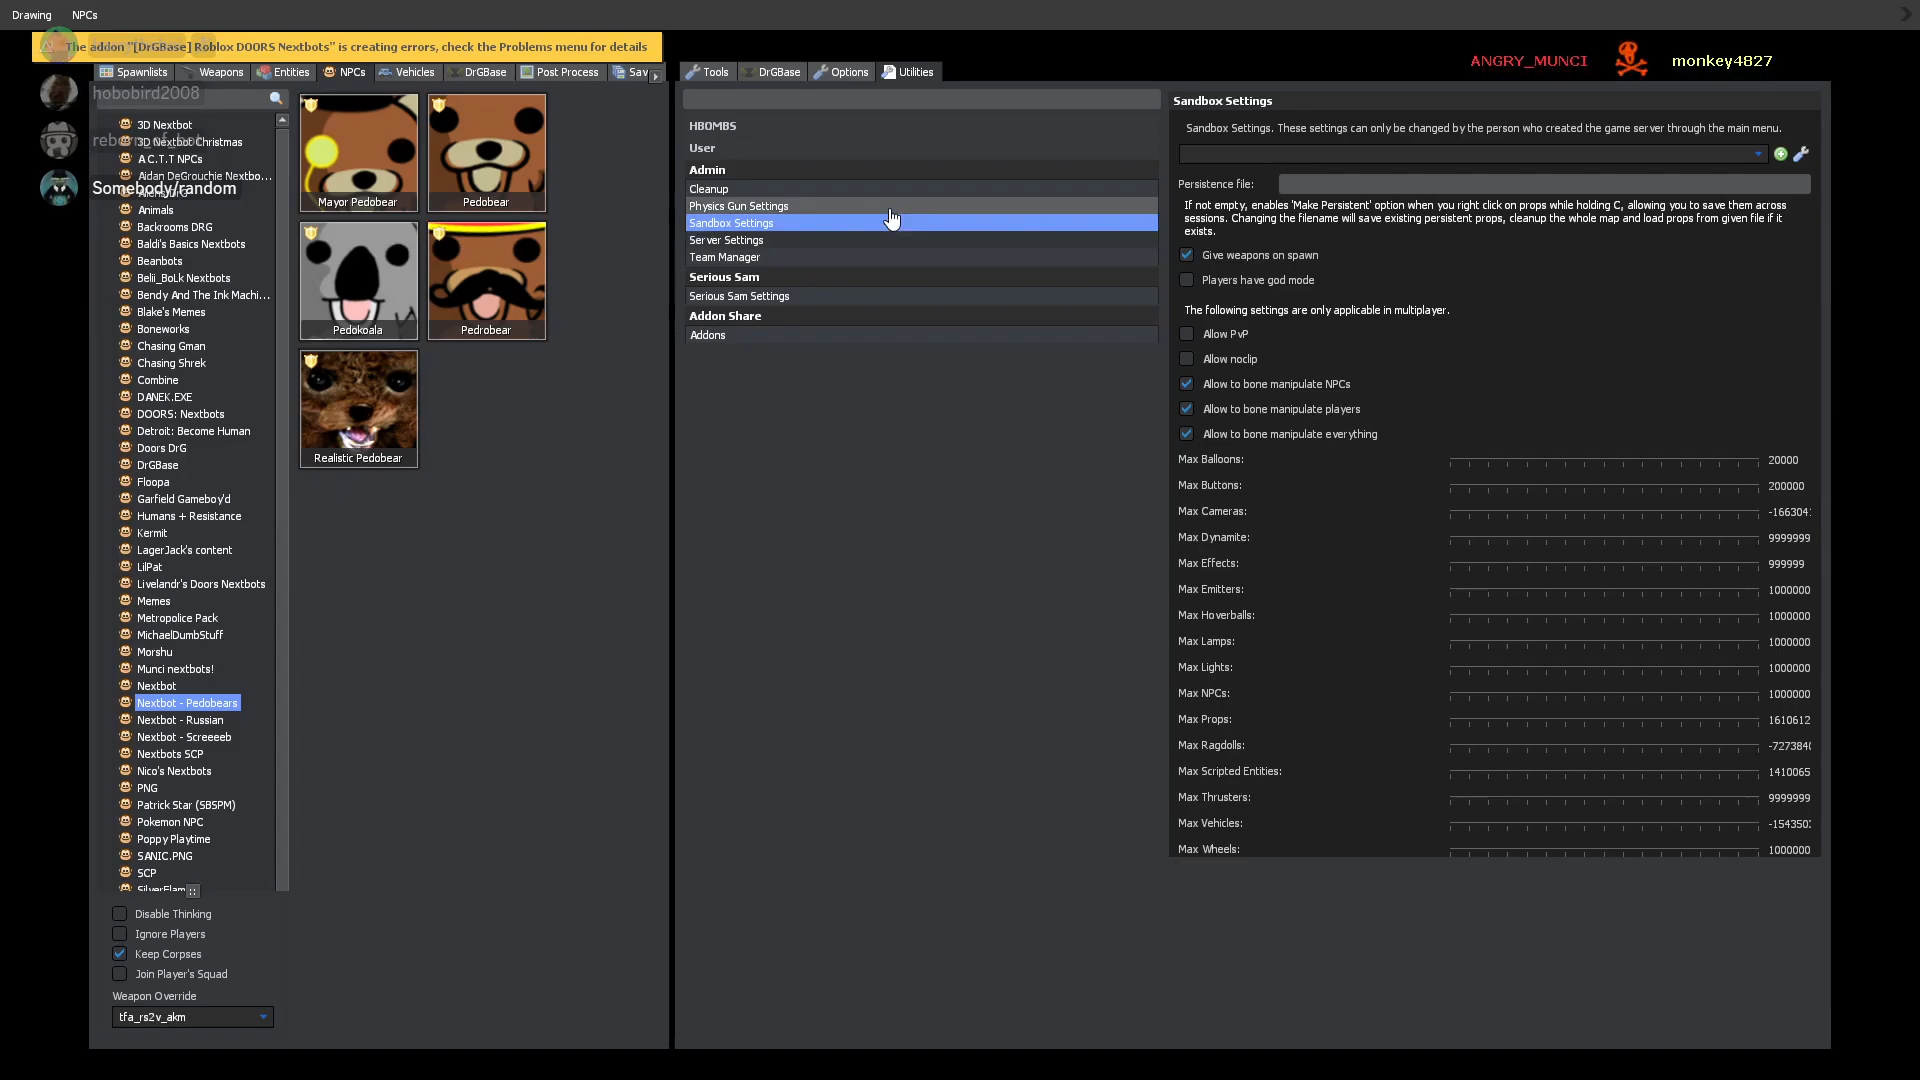 Drawing NPCs
The addon "[DrGBase] Roblox DOORS Nextbots" is creating errors, check the Problems menu for details
ANGRY_MUNCI monkey4827
Spawnlists Weapons Entities NPCs Vehicles DrGBase Post Process Sav
Tools DrGBase Options Utilities
hobobird2008
Somebody/random
3D Nextbot
3D Nextbot Christmas
A C.T.T NPCs
Aidan DeGrouchie Nextbo...
Animals
Backrooms DRG
Baldi's Basics Nextbots
Beanbots
Belii_BoLk Nextbots
Bendy And The Ink Machi...
Blake's Memes
Boneworks
Chasing Gman
Chasing Shrek
Combine
DANEK.EXE
DOORS: Nextbots
Detroit: Become Human
Doors DrG
DrGBase
Floopa
Garfield Gameboy'd
Humans + Resistance
Kermit
LagerJack's content
LilPat
Livelandr's Doors Nextbots
Memes
Metropolice Pack
MichaelDumbStuff
Morshu
Munci nextbots!
Nextbot
Nextbot - Pedobears
Nextbot - Russian
Nextbot - Screeeeb
Nextbots SCP
Nico's Nextbots
PNG
Patrick Star (SBSPM)
Pokemon NPC
Poppy Playtime
SANIC.PNG
SCP
SilverFlam
Disable Thinking
Ignore Players
Keep Corpses
Join Player's Squad
Weapon Override
tfa_rs2v_akm
Mayor Pedobear
Pedobear
Pedokoala
Pedrobear
Realistic Pedobear
HBOMBS
User
Admin
Cleanup
Physics Gun Settings
Sandbox Settings
Server Settings
Team Manager
Serious Sam
Serious Sam Settings
Addon Share
Addons
Sandbox Settings
Sandbox Settings. These settings can only be changed by the person who created the game server through the main menu.
Persistence file:
If not empty, enables 'Make Persistent' option when you right click on props while holding C, allowing you to save them across
sessions. Changing the filename will save existing persistent props, cleanup the whole map and load props from given file if it
exists.
Give weapons on spawn
Players have god mode
The following settings are only applicable in multiplayer.
Allow PvP
Allow noclip
Allow to bone manipulate NPCs
Allow to bone manipulate players
Allow to bone manipulate everything
Max Balloons: 20000
Max Buttons: 200000
Max Cameras: -166304
Max Dynamite: 9999999
Max Effects: 999999
Max Emitters: 1000000
Max Hoverballs: 1000000
Max Lamps: 1000000
Max Lights: 1000000
Max NPCs: 1000000
Max Props: 1610612
Max Ragdolls: -727384
Max Scripted Entities: 1410065
Max Thrusters: 9999999
Max Vehicles: -154350
Max Wheels: 1000000